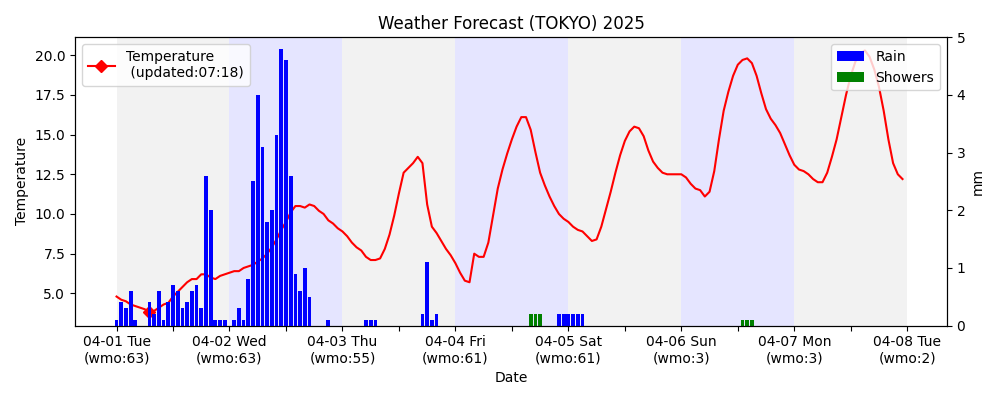 Weather Forecast (TOKYO) 2025
Temperature
(updated:07:18)
Rain
Showers
20.0
17.5
15.0
12.5
10.0
7.5
5.0
Temperature
5
4
3
2
1
0
mm
04-01 Tue
(wmo:63)
04-02 Wed
(wmo:63)
04-03 Thu
(wmo:55)
04-04 Fri
(wmo:61)
04-05 Sat
(wmo:61)
04-06 Sun
(wmo:3)
04-07 Mon
(wmo:3)
04-08 Tue
(wmo:2)
Date